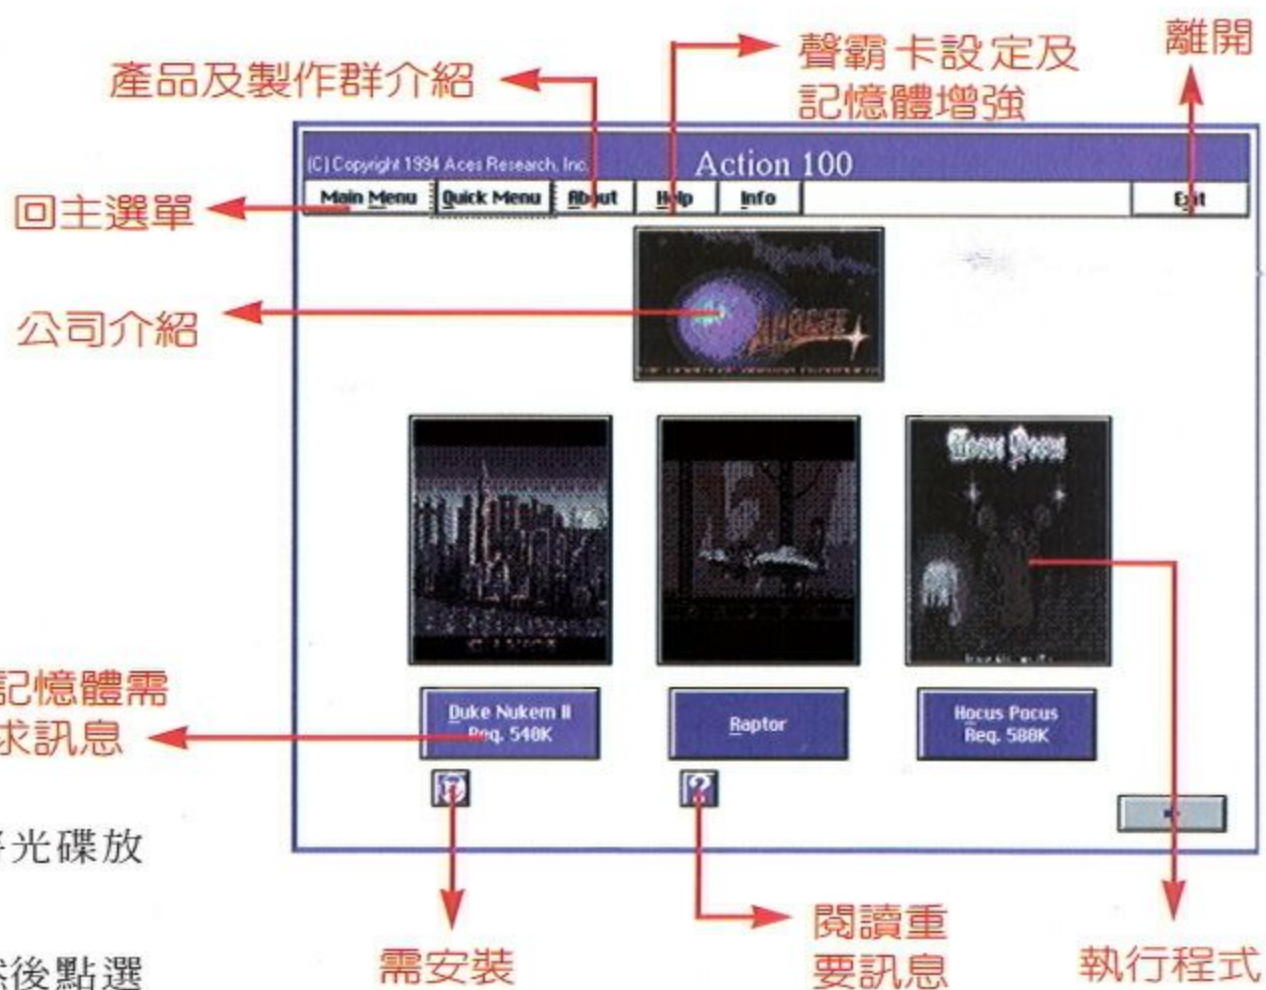 聲霸卡設定及
記憶體增強
離開
產品及製作群介紹
(C) Copyright 1994 Aces Research, Inc.
Action 100
Main Menu
Quick Menu
About
Help
Info
Exit
回主選單
公司介紹
APOGEE
Hocus Pocus
記憶體需
求訊息
Duke Nukem II
Req. 540K
Raptor
Hocus Pocus
Req. 580K
?
光碟放
後點選
需安裝
閱讀重
要訊息
執行程式